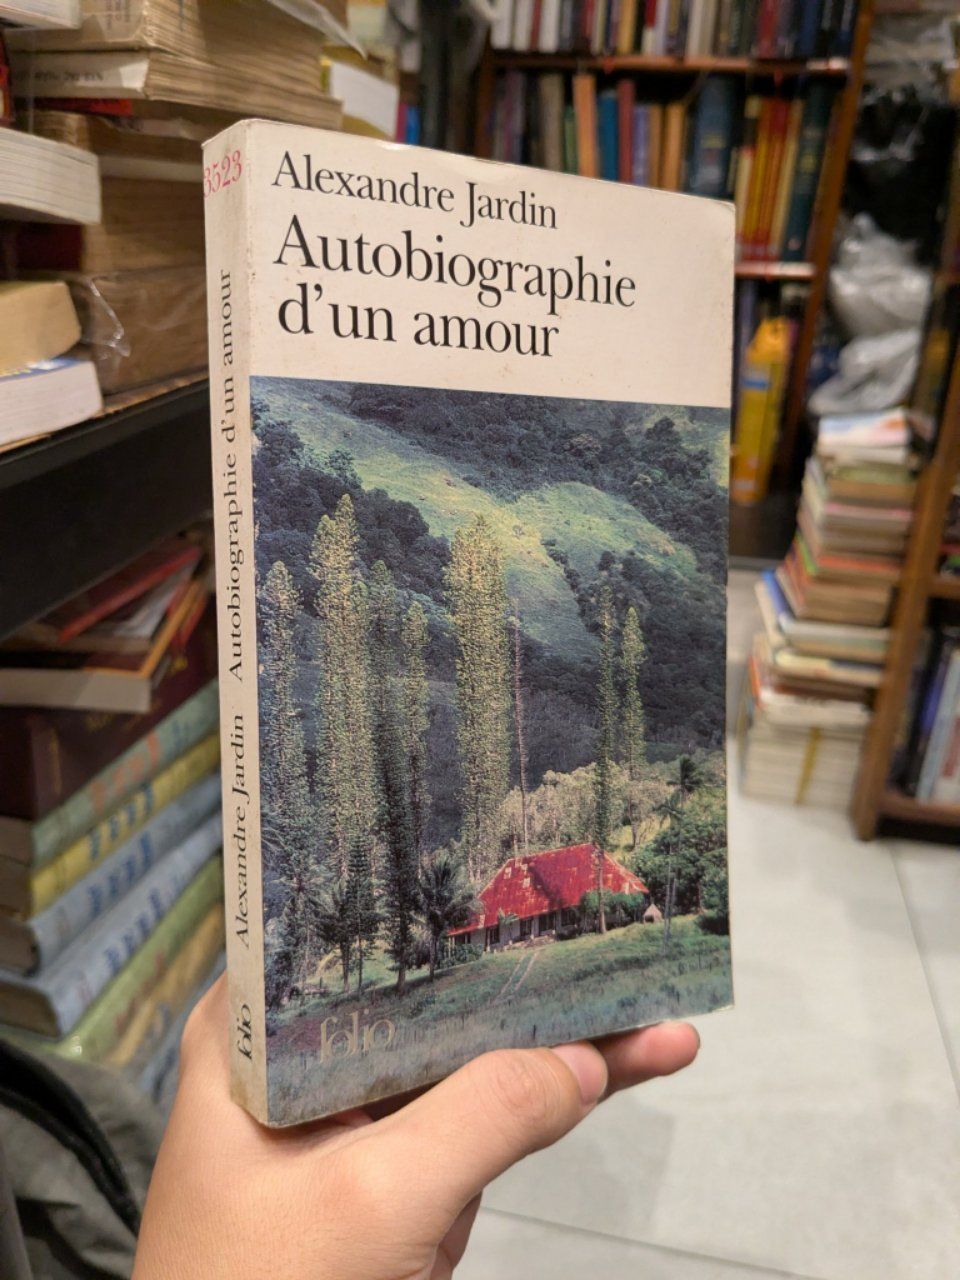 Alexandre Jardin
Autobiographie
d'un amour
folio
3523
Alexandre Jardin Autobiographie d'un amour
folio